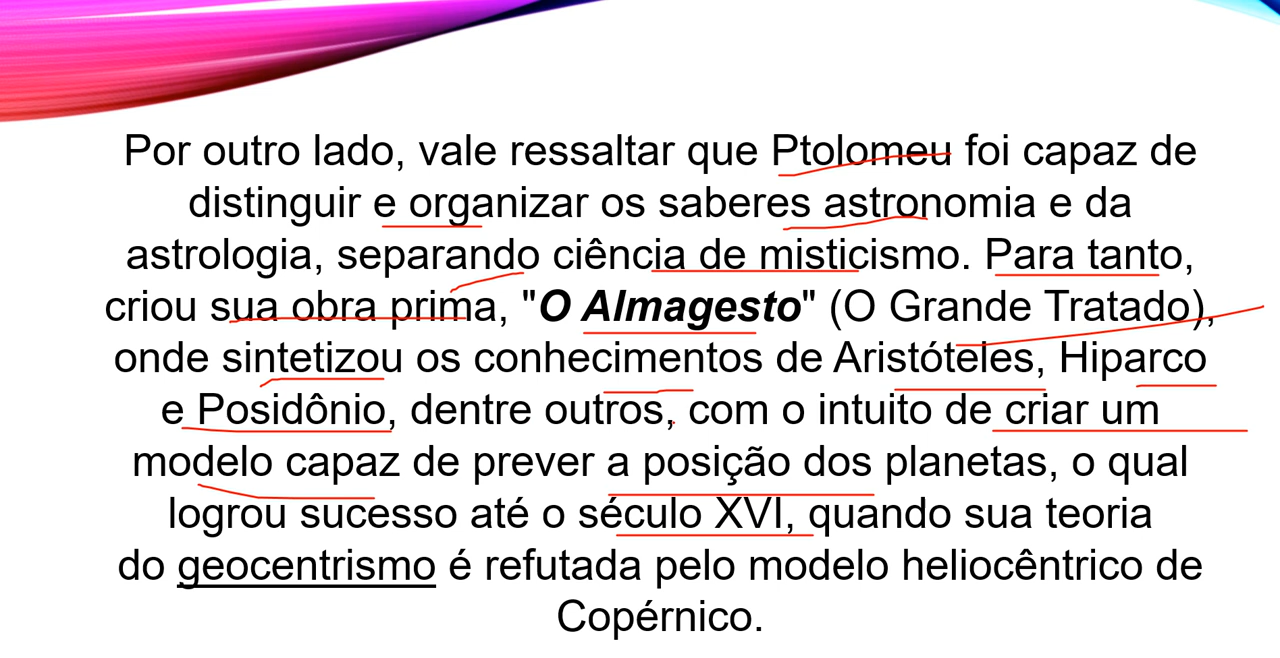 Por outro lado, vale ressaltar que Ptolomeu foi capaz de
distinguir e organizar os saberes astronomia e da
astrologia, separando ciência de misticismo. Para tanto,
criou sua obra prima, "O Almagesto" (O Grande Tratado),
onde sintetizou os conhecimentos de Aristóteles, Hiparco
e Posidônio, dentre outros, com o intuito de criar um
modelo capaz de prever a posição dos planetas, o qual
logrou sucesso até o século XVI, quando sua teoria
do geocentrismo é refutada pelo modelo heliocêntrico de
Copérnico.